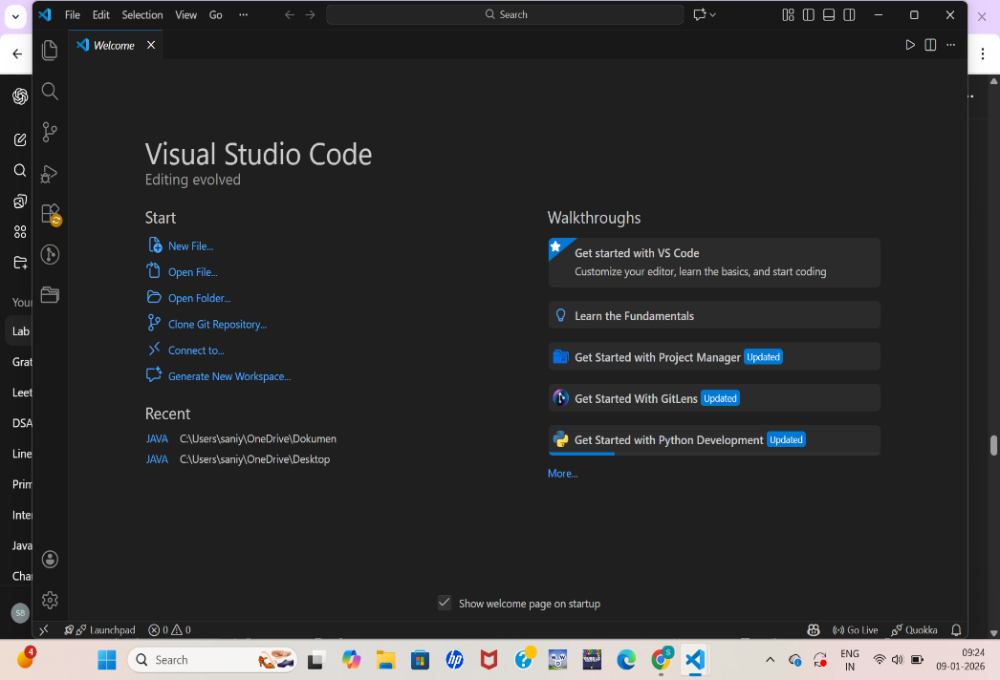 File Edit Selection View Go ··· Search
Welcome
Visual Studio Code
Editing evolved
Start
New File...
Open File...
Open Folder...
Clone Git Repository...
Connect to...
Generate New Workspace...
Recent
JAVA C:\Users\saniy\OneDrive\Dokumen
JAVA C:\Users\saniy\OneDrive\Desktop
Walkthroughs
Get started with VS Code
Customize your editor, learn the basics, and start coding
Learn the Fundamentals
Get Started with Project Manager Updated
Get Started With GitLens Updated
Get Started with Python Development Updated
More...
Show welcome page on startup
You
Lab
Grat
Leet
DSA
Line
Prim
Inte
Java
Cha
SB
Launchpad 0 0 Go Live Quokka
4
Search
S
ENG
IN
09:24
09-01-2026